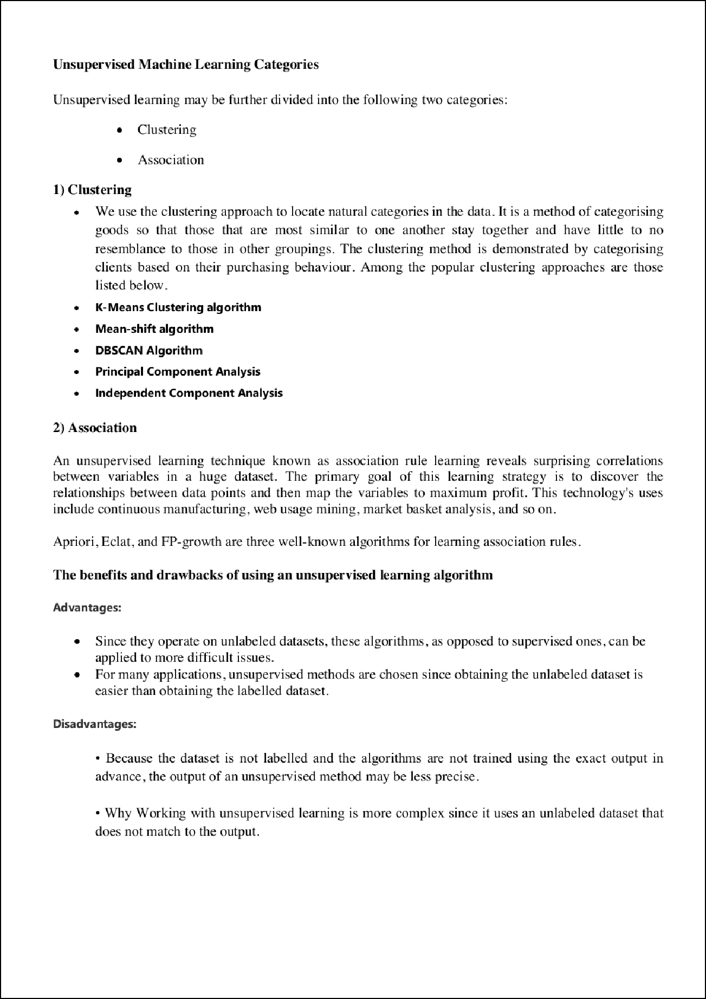 Unsupervised Machine Learning Categories
Unsupervised learning may be further divided into the following two categories:
• Clustering
• Association
1) Clustering
• We use the clustering approach to locate natural categories in the data. It is a method of categorising
goods so that those that are most similar to one another stay together and have little to no
resemblance to those in other groupings. The clustering method is demonstrated by categorising
clients based on their purchasing behaviour. Among the popular clustering approaches are those
listed below.
• K-Means Clustering algorithm
• Mean-shift algorithm
• DBSCAN Algorithm
• Principal Component Analysis
• Independent Component Analysis
2) Association
An unsupervised learning technique known as association rule learning reveals surprising correlations
between variables in a huge dataset. The primary goal of this learning strategy is to discover the
relationships between data points and then map the variables to maximum profit. This technology's uses
include continuous manufacturing, web usage mining, market basket analysis, and so on.
Apriori, Eclat, and FP-growth are three well-known algorithms for learning association rules.
The benefits and drawbacks of using an unsupervised learning algorithm
Advantages:
• Since they operate on unlabeled datasets, these algorithms, as opposed to supervised ones, can be
applied to more difficult issues.
• For many applications, unsupervised methods are chosen since obtaining the unlabeled dataset is
easier than obtaining the labelled dataset.
Disadvantages:
• Because the dataset is not labelled and the algorithms are not trained using the exact output in
advance, the output of an unsupervised method may be less precise.
• Why Working with unsupervised learning is more complex since it uses an unlabeled dataset that
does not match to the output.